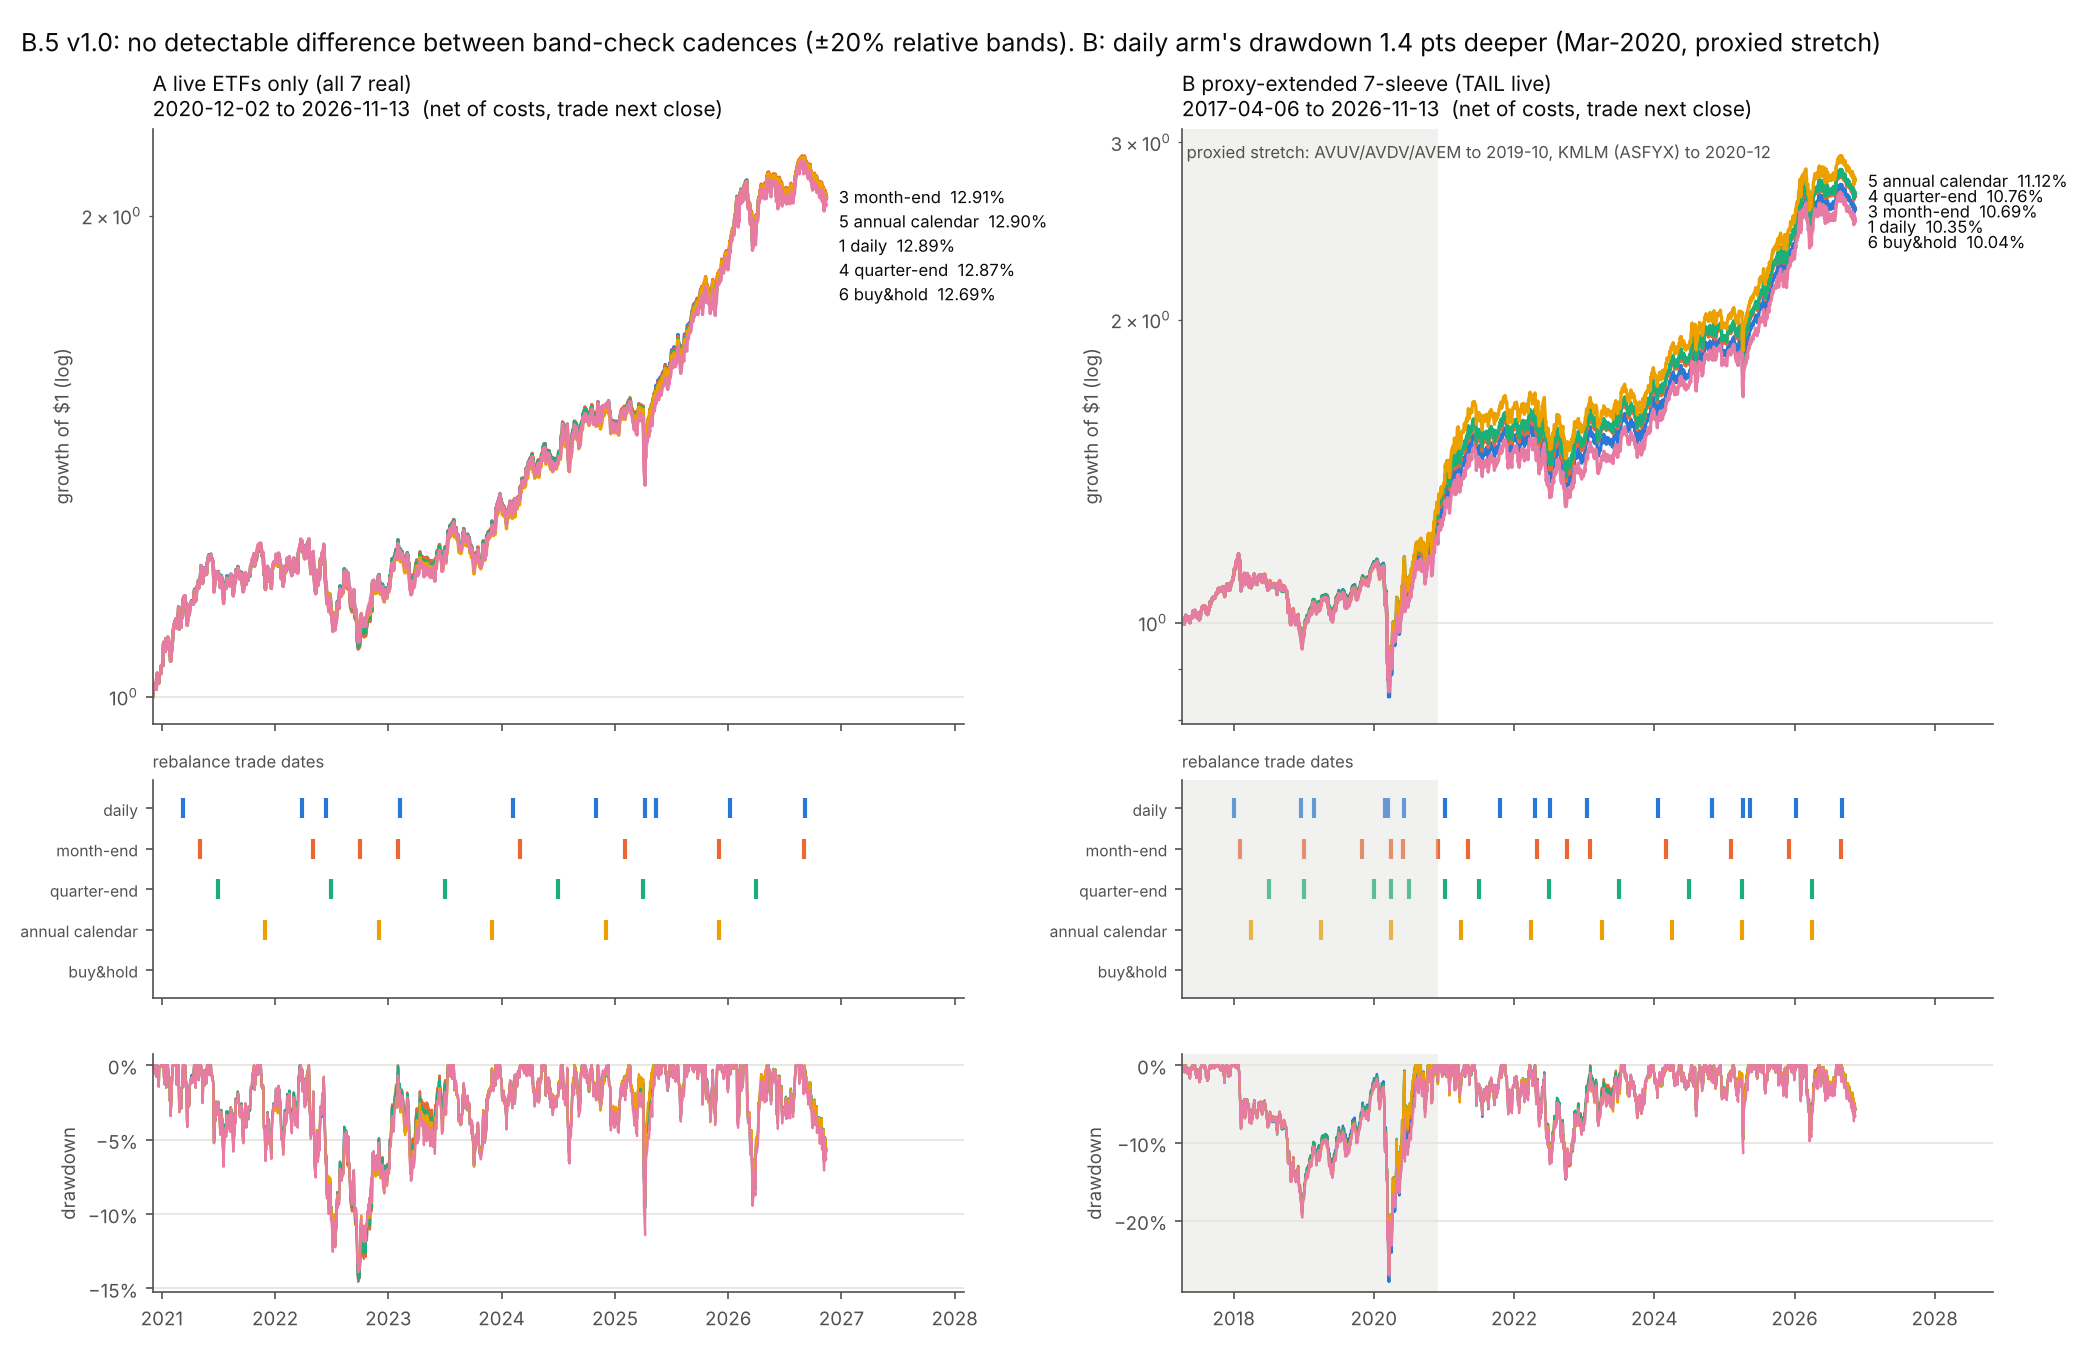 B.5 v1.0: no detectable difference between band-check cadences (±20% relative bands). B: daily arm's drawdown 1.4 pts deeper (Mar-2020, proxied stretch)
A live ETFs only (all 7 real)
2020-12-02 to 2026-11-13 (net of costs, trade next close)
2 × 10⁰
10⁰
growth of $1 (log)
3 month-end 12.91%
5 annual calendar 12.90%
1 daily 12.89%
4 quarter-end 12.87%
6 buy&hold 12.69%
rebalance trade dates
daily
month-end
quarter-end
annual calendar
buy&hold
0%
−5%
−10%
−15%
drawdown
2021 2022 2023 2024 2025 2026 2027 2028
B proxy-extended 7-sleeve (TAIL live)
2017-04-06 to 2026-11-13 (net of costs, trade next close)
3 × 10⁰
2 × 10⁰
10⁰
growth of $1 (log)
proxied stretch: AVUV/AVDV/AVEM to 2019-10, KMLM (ASFYX) to 2020-12
5 annual calendar 11.12%
4 quarter-end 10.76%
3 month-end 10.69%
1 daily 10.35%
6 buy&hold 10.04%
rebalance trade dates
daily
month-end
quarter-end
annual calendar
buy&hold
0%
−10%
−20%
drawdown
2018 2020 2022 2024 2026 2028